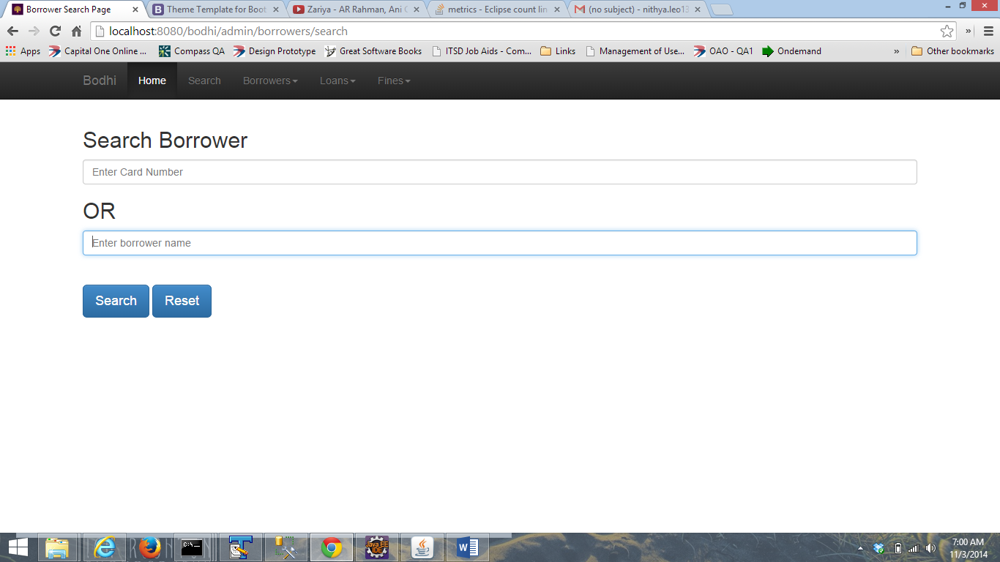 Borrower Search Page
Theme Template for Boot
Zariya - AR Rahman, Ani
metrics - Eclipse count lin
(no subject) - nithya.leo13
localhost:8080/bodhi/admin/borrowers/search
Apps
Capital One Online ...
Compass QA
Design Prototype
Great Software Books
ITSD Job Aids - Com...
Links
Management of Use...
OAO - QA1
Ondemand
»
Other bookmarks
Bodhi
Home
Search
Borrowers
Loans
Fines
Search Borrower
Enter Card Number
OR
Enter borrower name
Search
Reset
C:\
Java EE
IDE
W
7:00 AM
11/3/2014